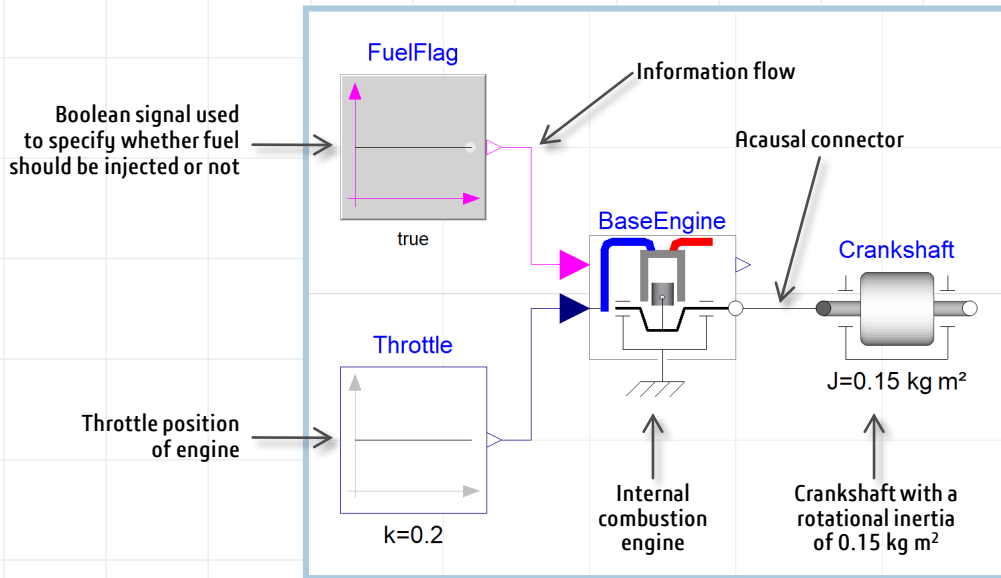 FuelFlag
Information flow
Boolean signal used
to specify whether fuel
should be injected or not
Acausal connector
true
BaseEngine
Crankshaft
Throttle
J=0.15 kg m²
Throttle position
of engine
k=0.2
Internal
combustion
engine
Crankshaft with a
rotational inertia
of 0.15 kg m²